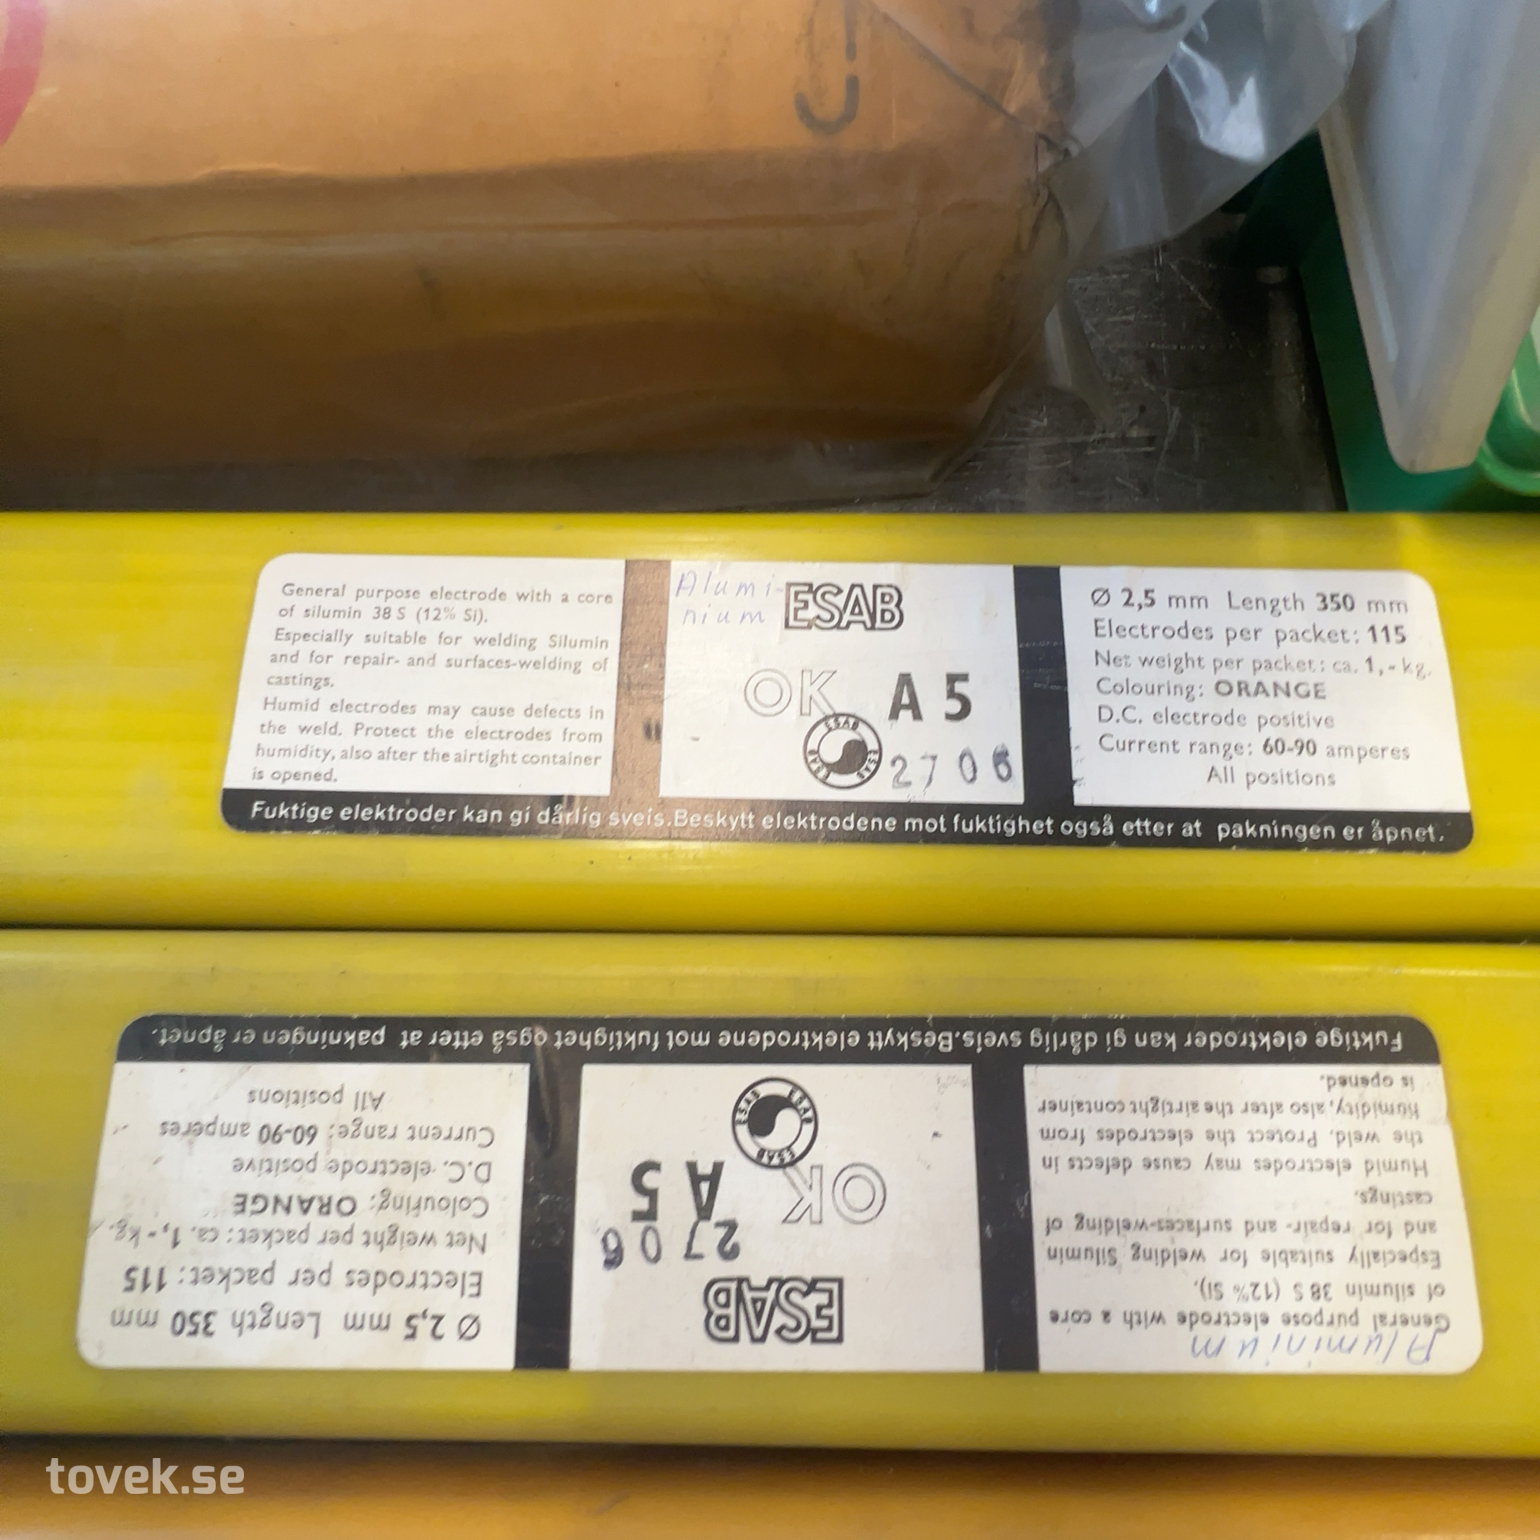 General purpose electrode with a core
of silumin 38 S (12% Si).
Especially suitable for welding Silumin
and for repair- and surfaces-welding of
castings.
Humid electrodes may cause defects in
the weld. Protect the electrodes from
humidity, also after the airtight container
is opened.
Alumi-
nium
ESAB
OK A 5
ESAB ESAB ESAB
2706
Ø 2,5 mm Length 350 mm
Electrodes per packet: 115
Net weight per packet: ca. 1,- kg.
Colouring: ORANGE
D.C. electrode positive
Current range: 60-90 amperes
All positions
Fuktige elektroder kan gi dårlig sveis. Beskytt elektrodene mot fuktighet også etter at pakningen er åpnet.
Aluminium
General purpose electrode with a core
of silumin 38 S (12% Si).
Especially suitable for welding Silumin
and for repair- and surfaces-welding of
castings.
Humid electrodes may cause defects in
the weld. Protect the electrodes from
humidity, also after the airtight container
is opened.
ESAB
2706
OK A5
ESAB ESAB ESAB
Ø 2,5 mm Length 350 mm
Electrodes per packet: 115
Net weight per packet: ca. 1,- kg.
Colouring: ORANGE
D.C. electrode positive
Current range: 60-90 amperes
All positions
Fuktige elektroder kan gi dårlig sveis. Beskytt elektrodene mot fuktighet også etter at pakningen er åpnet.
tovek.se